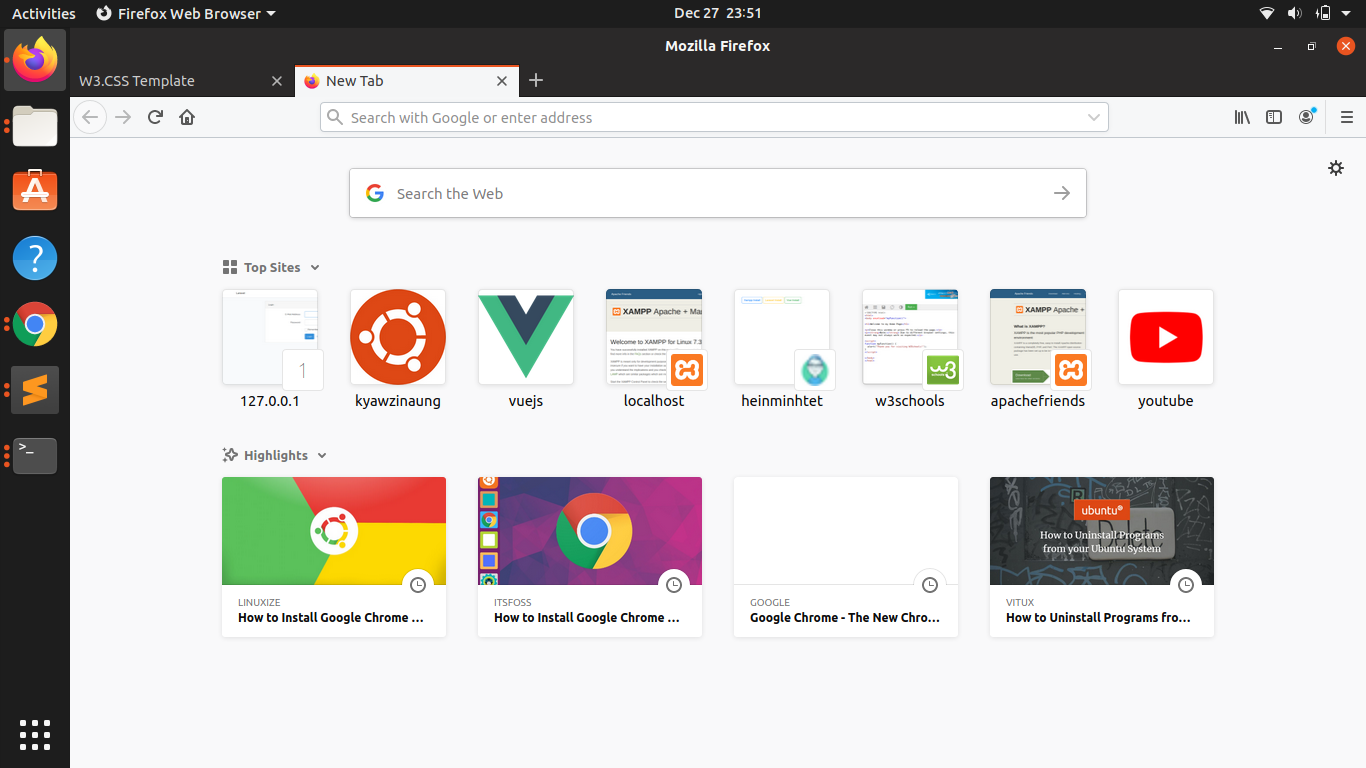 Activities
Firefox Web Browser
Dec 27 23:51
Mozilla Firefox
W3.CSS Template
New Tab
Search with Google or enter address
Search the Web
Top Sites
XAMPP Apache + Mar
Welcome to XAMPP for Linux 7.3
XAMPP Apache +
What is XAMPP?
1
127.0.0.1
kyawzinaung
vuejs
localhost
heinminhtet
w3schools
apachefriends
youtube
Highlights
ubuntu®
How to Uninstall Programs
from your Ubuntu System
LINUXIZE
How to Install Google Chrome ...
ITSFOSS
How to Install Google Chrome ...
GOOGLE
Google Chrome - The New Chro...
VITUX
How to Uninstall Programs fro...